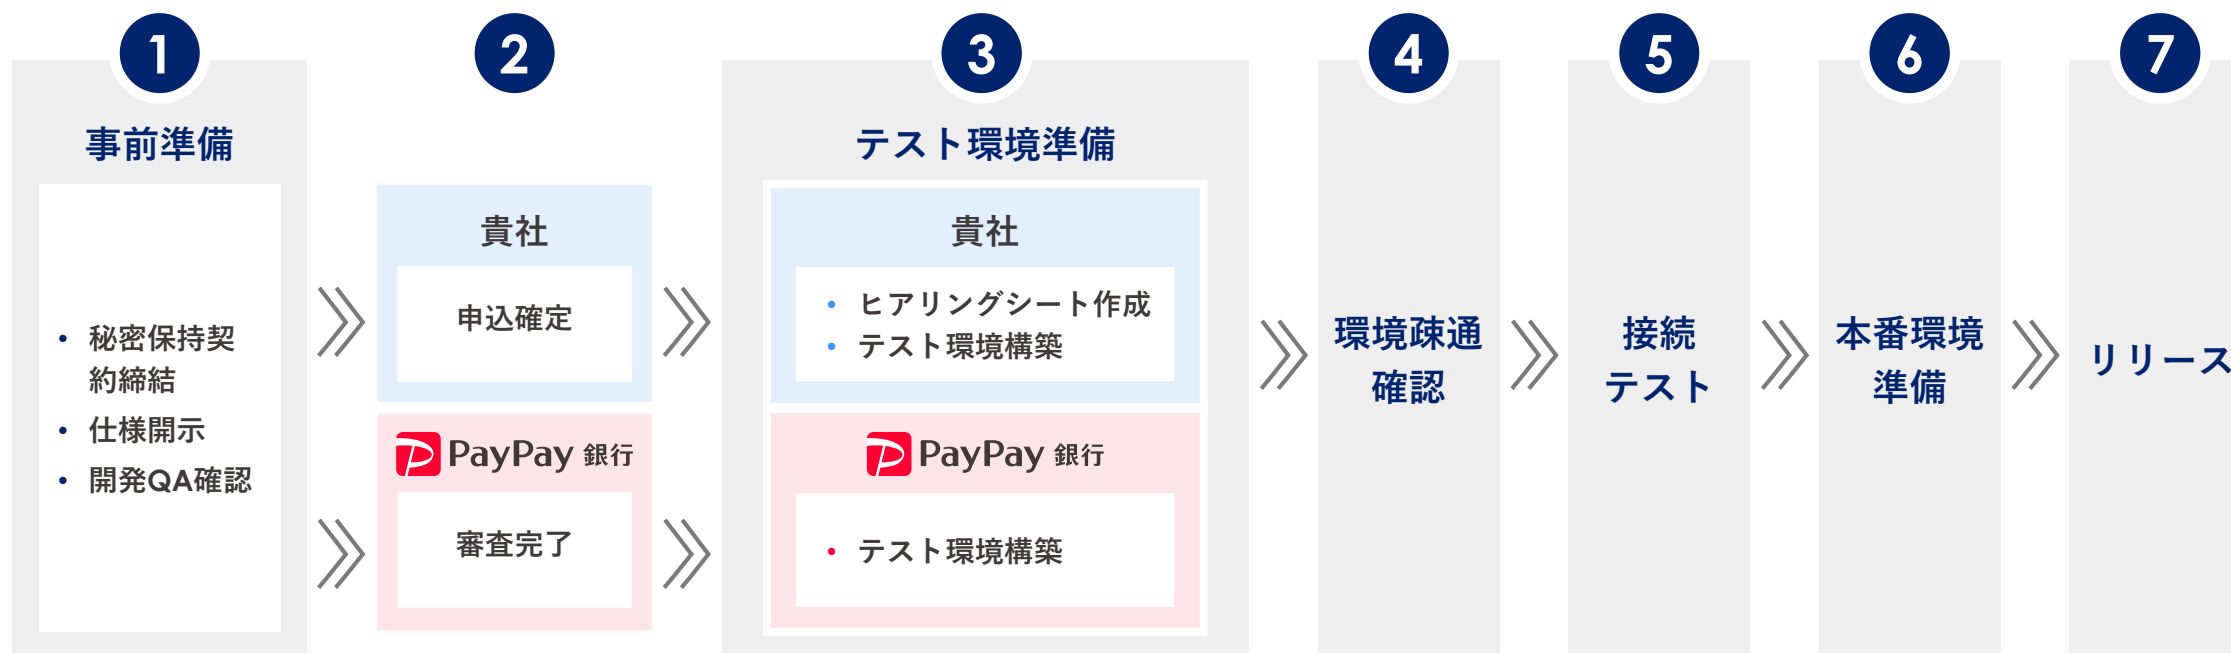 1
事前準備
・秘密保持契
約締結
・仕様開示
・開発QA確認
2
貴社
申込確定
PayPay 銀行
審査完了
3
テスト環境準備
貴社
・ヒアリングシート作成
・テスト環境構築
PayPay 銀行
・テスト環境構築
4
環境疎通
確認
5
接続
テスト
6
本番環境
準備
7
リリース